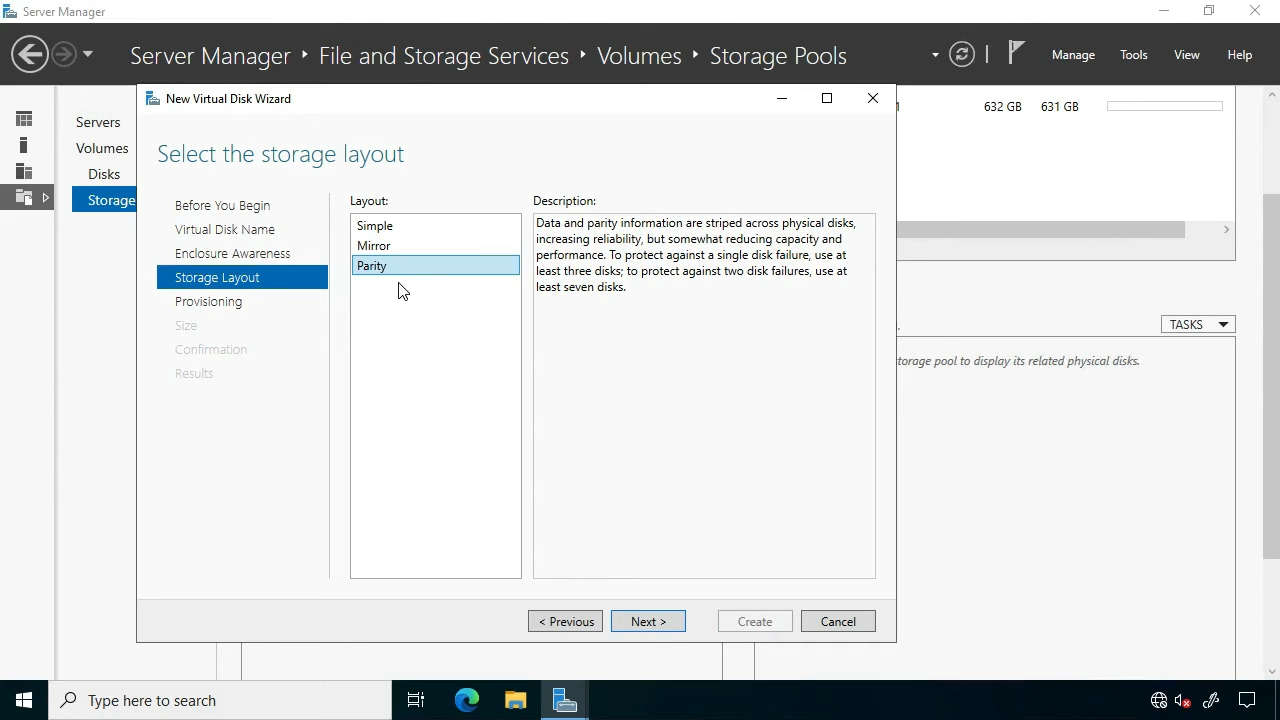 Server Manager
Server Manager ‣ File and Storage Services ‣ Volumes ‣ Storage Pools
Manage Tools View Help
Servers
Volumes
Disks
Storage
New Virtual Disk Wizard
Select the storage layout
Before You Begin
Virtual Disk Name
Enclosure Awareness
Storage Layout
Provisioning
Size
Confirmation
Results
Layout:
Simple
Mirror
Parity
Description:
Data and parity information are striped across physical disks,
increasing reliability, but somewhat reducing capacity and
performance. To protect against a single disk failure, use at
least three disks; to protect against two disk failures, use at
least seven disks.
< Previous
Next >
Create
Cancel
632 GB 631 GB
TASKS
torage pool to display its related physical disks.
Type here to search